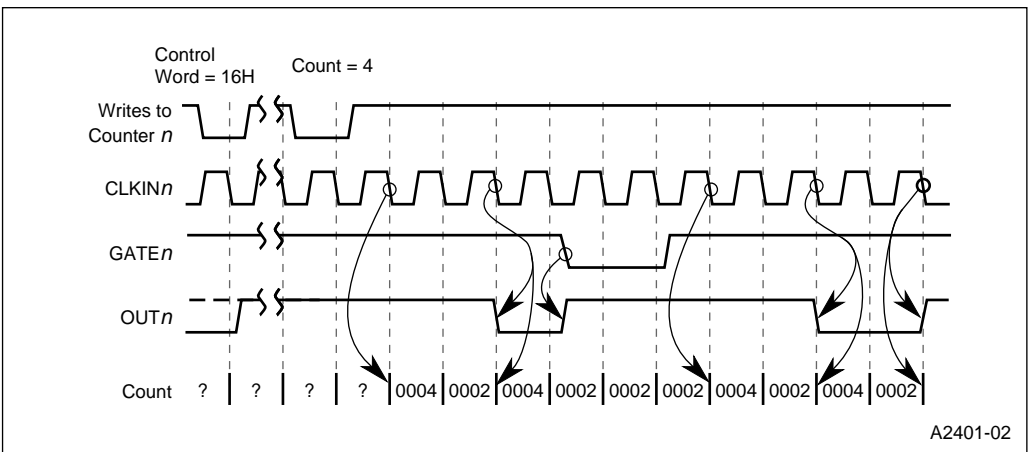 Control
Word = 16H
Count = 4
Writes to
Counter n
CLKINn
GATEn
OUTn
Count ? ? ? ? 0004 0002 0004 0002 0002 0002 0004 0002 0004 0002
A2401-02